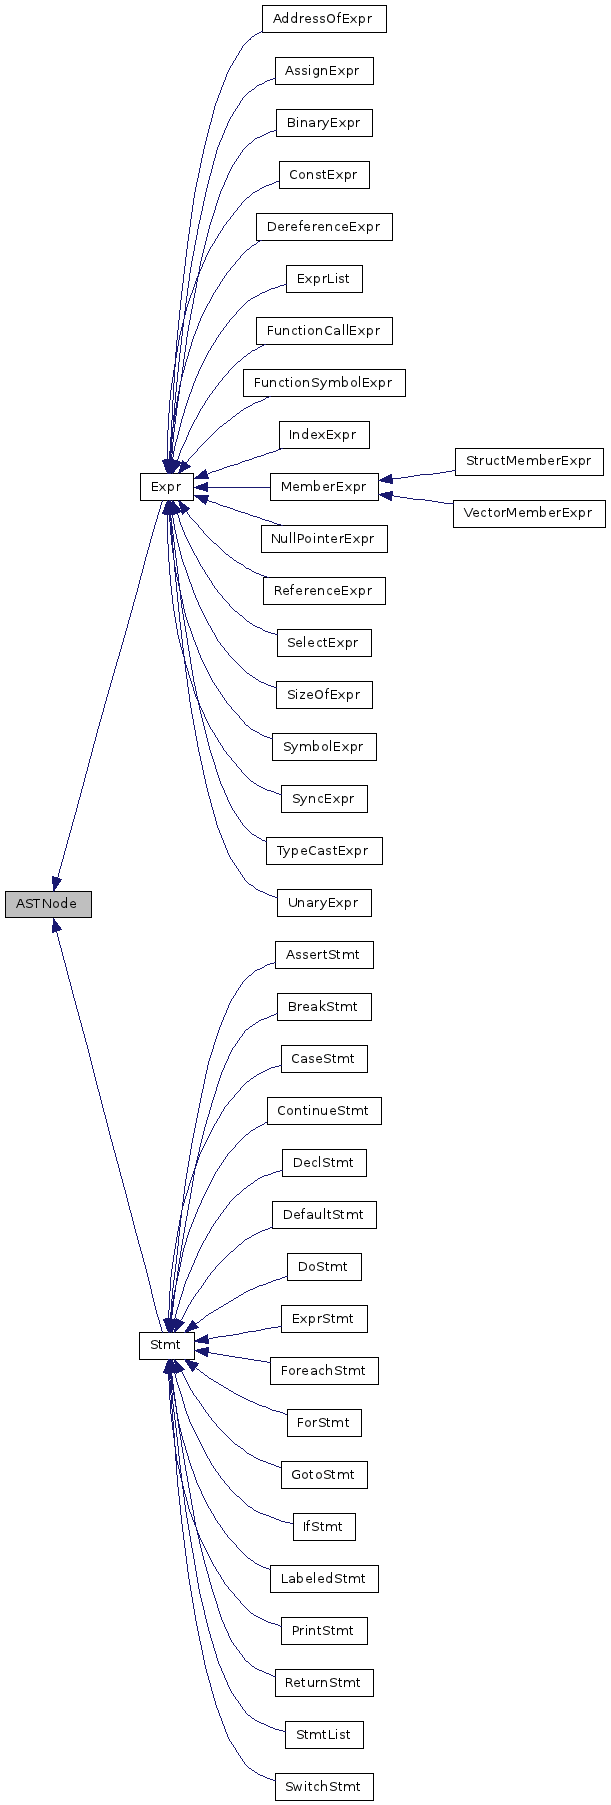 AddressOfExpr
AssignExpr
BinaryExpr
ConstExpr
DereferenceExpr
ExprList
FunctionCallExpr
FunctionSymbolExpr
IndexExpr
StructMemberExpr
Expr
MemberExpr
VectorMemberExpr
NullPointerExpr
ReferenceExpr
SelectExpr
SizeOfExpr
SymbolExpr
SyncExpr
TypeCastExpr
ASTNode
UnaryExpr
AssertStmt
BreakStmt
CaseStmt
ContinueStmt
DeclStmt
DefaultStmt
DoStmt
ExprStmt
Stmt
ForeachStmt
ForStmt
GotoStmt
IfStmt
LabeledStmt
PrintStmt
ReturnStmt
StmtList
SwitchStmt